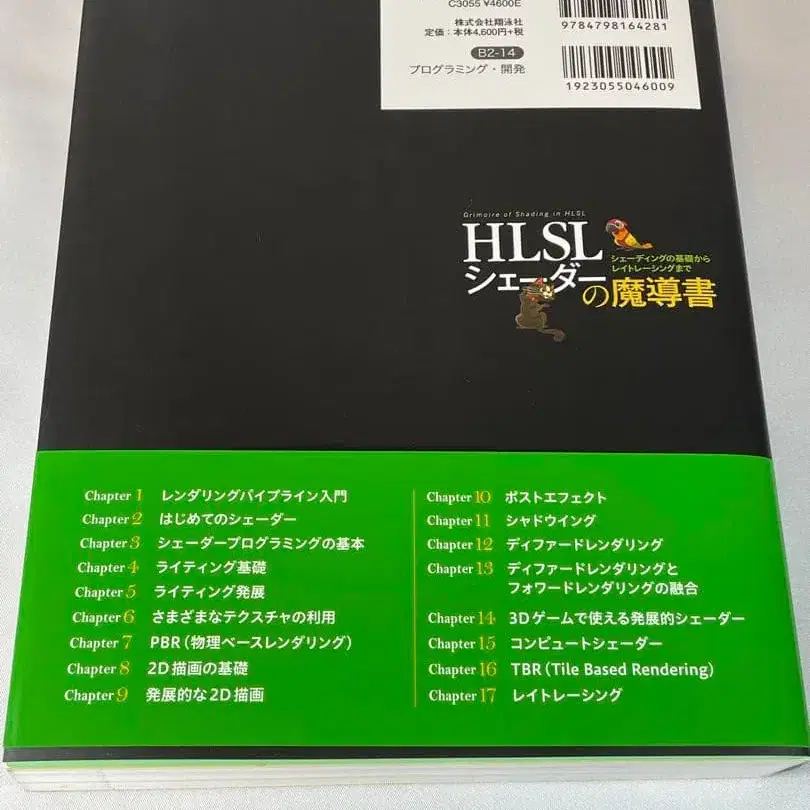 C3055 ¥4600E
株式会社翔泳社
定価:本体4,600円+税
B2-14
プログラミング・開発
9784798164281
1923055046009
Grimoire of Shading in HLSL
HLSL
シェーダー
の魔導書
シェーディングの基礎から
レイトレーシングまで
Chapter 1 レンダリングパイプライン入門
Chapter 2 はじめてのシェーダー
Chapter 3 シェーダープログラミングの基本
Chapter 4 ライティング基礎
Chapter 5 ライティング発展
Chapter 6 さまざまなテクスチャの利用
Chapter 7 PBR(物理ベースレンダリング)
Chapter 8 2D描画の基礎
Chapter 9 発展的な2D描画
Chapter 10 ポストエフェクト
Chapter 11 シャドウイング
Chapter 12 ディファードレンダリング
Chapter 13 ディファードレンダリングと
フォワードレンダリングの融合
Chapter 14 3Dゲームで使える発展的シェーダー
Chapter 15 コンピュートシェーダー
Chapter 16 TBR(Tile Based Rendering)
Chapter 17 レイトレーシング